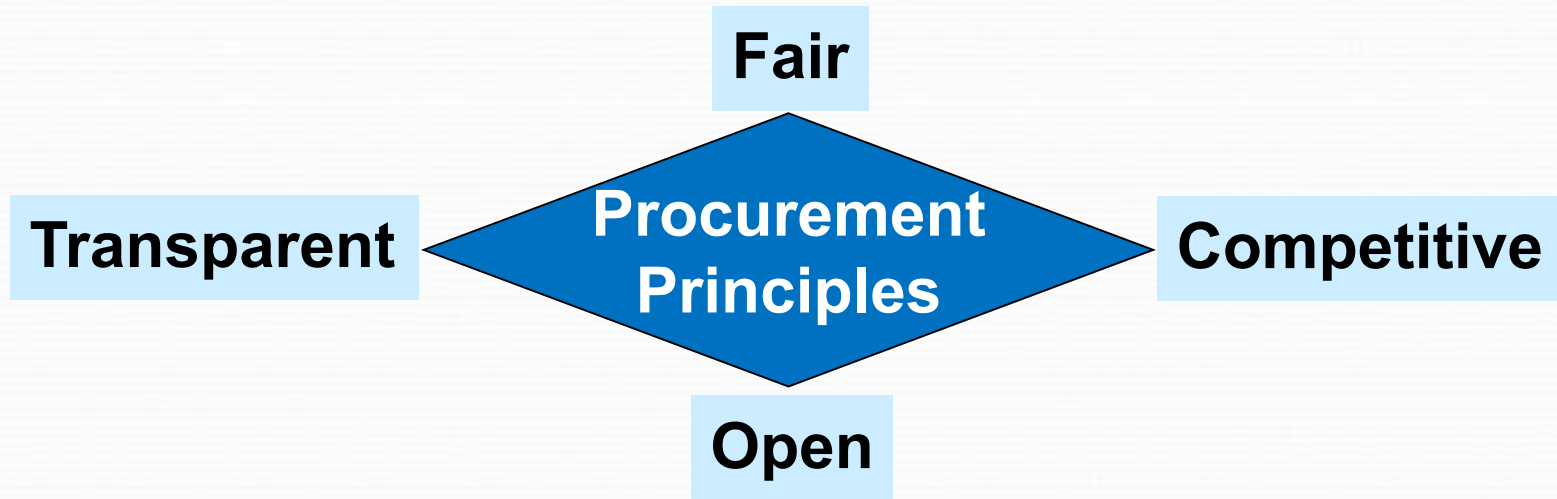 Fair
Transparent
Procurement
Principles
Competitive
Open